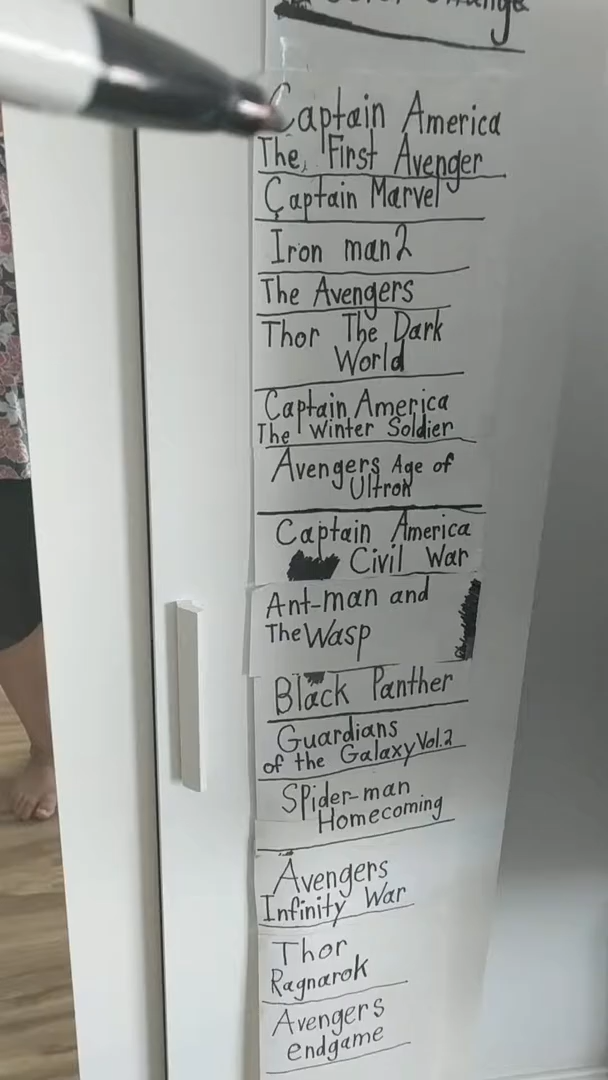 Captain America
The First Avenger
Captain Marvel
Iron man 2
The Avengers
Thor The Dark
World
Captain America
The Winter Soldier
Avengers Age of
Ultron
Captain America
Civil War
Ant-man and
The Wasp
Black Panther
Guardians
of the Galaxy Vol.2
Spider-man
Homecoming
Avengers
Infinity War
Thor
Ragnarok
Avengers
endgame